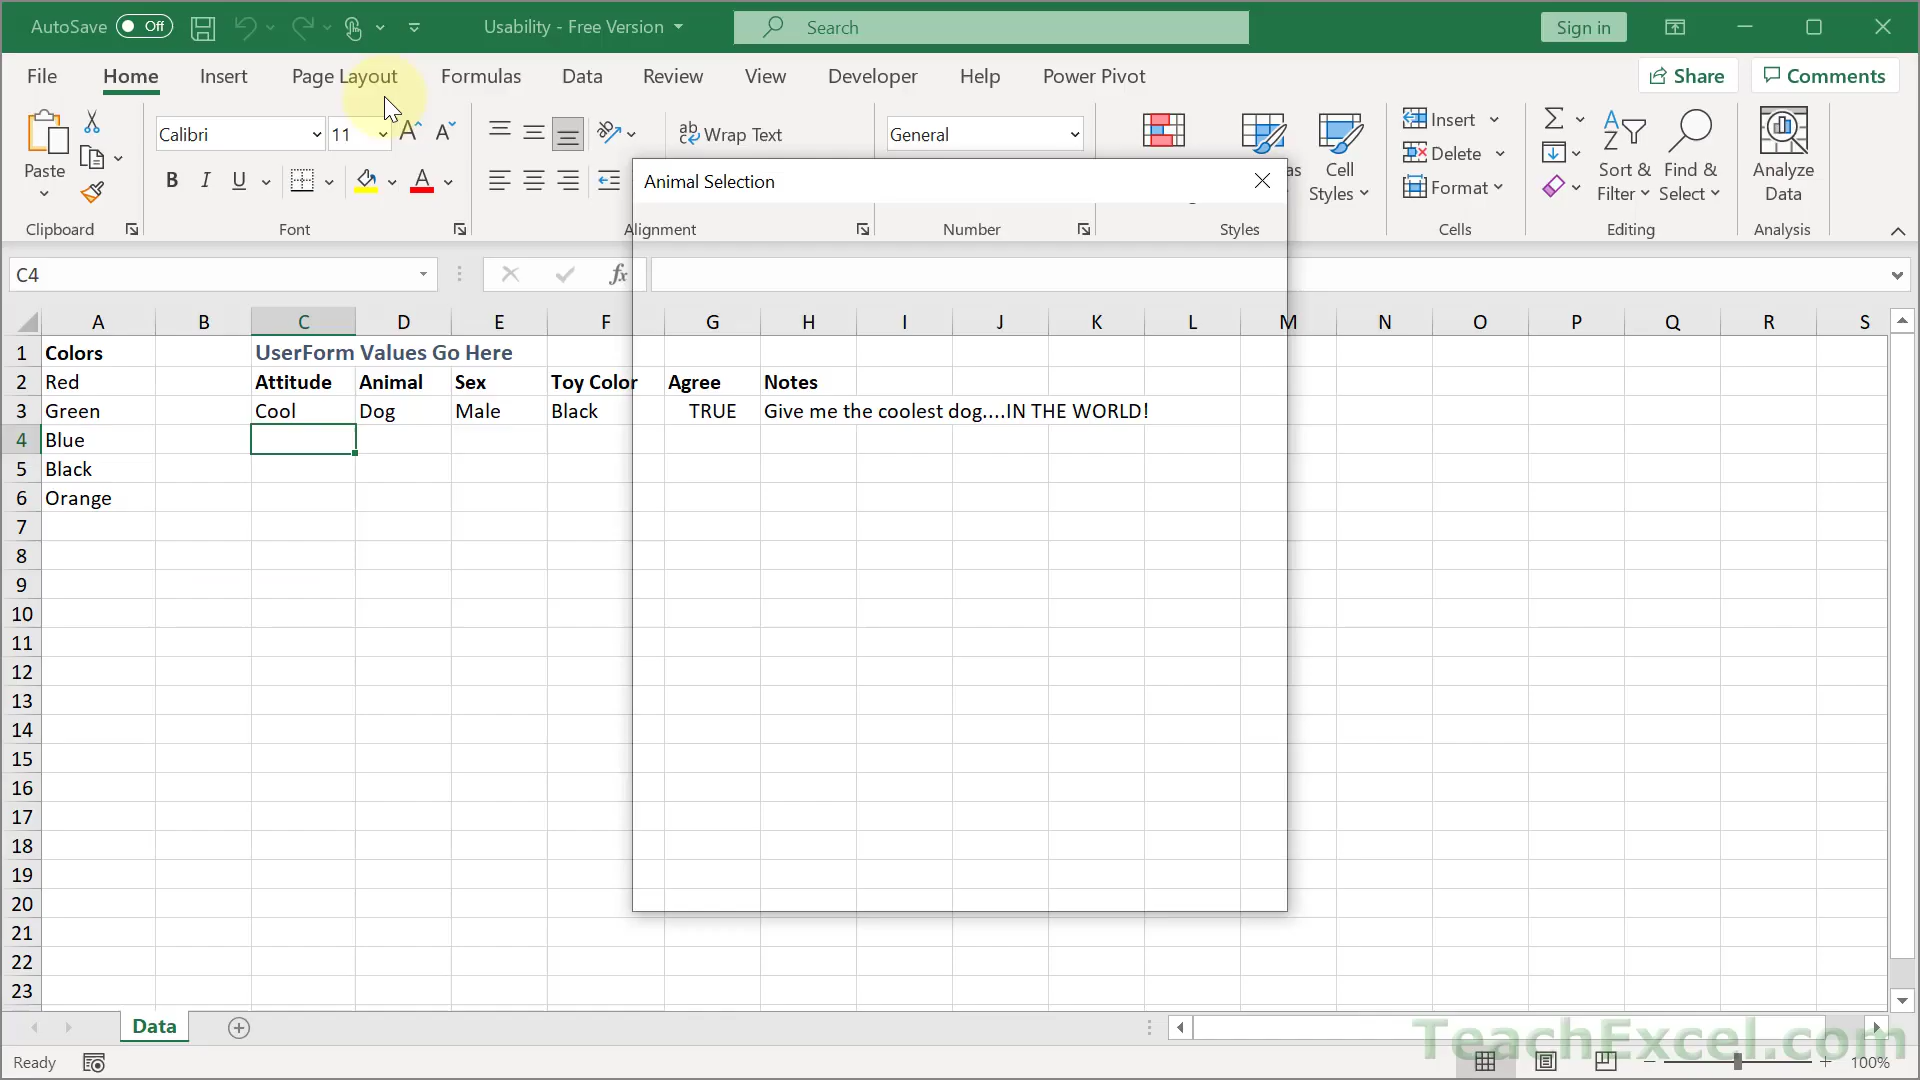 AutoSave Off Usability - Free Version Search Sign in
File Home Insert Page Layout Formulas Data Review View Developer Help Power Pivot Share Comments
Calibri 11 A A ab Wrap Text General Insert Σ
Paste Cell Delete Sort & Find & Analyze
B I U A Animal Selection as Styles Format Filter Select Data
Clipboard Font Alignment Number Styles Cells Editing Analysis
C4 fx
A B C D E F G H I J K L M N O P Q R S
1 Colors UserForm Values Go Here
2 Red Attitude Animal Sex Toy Color Agree Notes
3 Green Cool Dog Male Black TRUE Give me the coolest dog....IN THE WORLD!
4 Blue
5 Black
6 Orange
7
8
9
10
11
12
13
14
15
16
17
18
19
20
21
22
23
Data
TeachExcel.com
Ready 100%